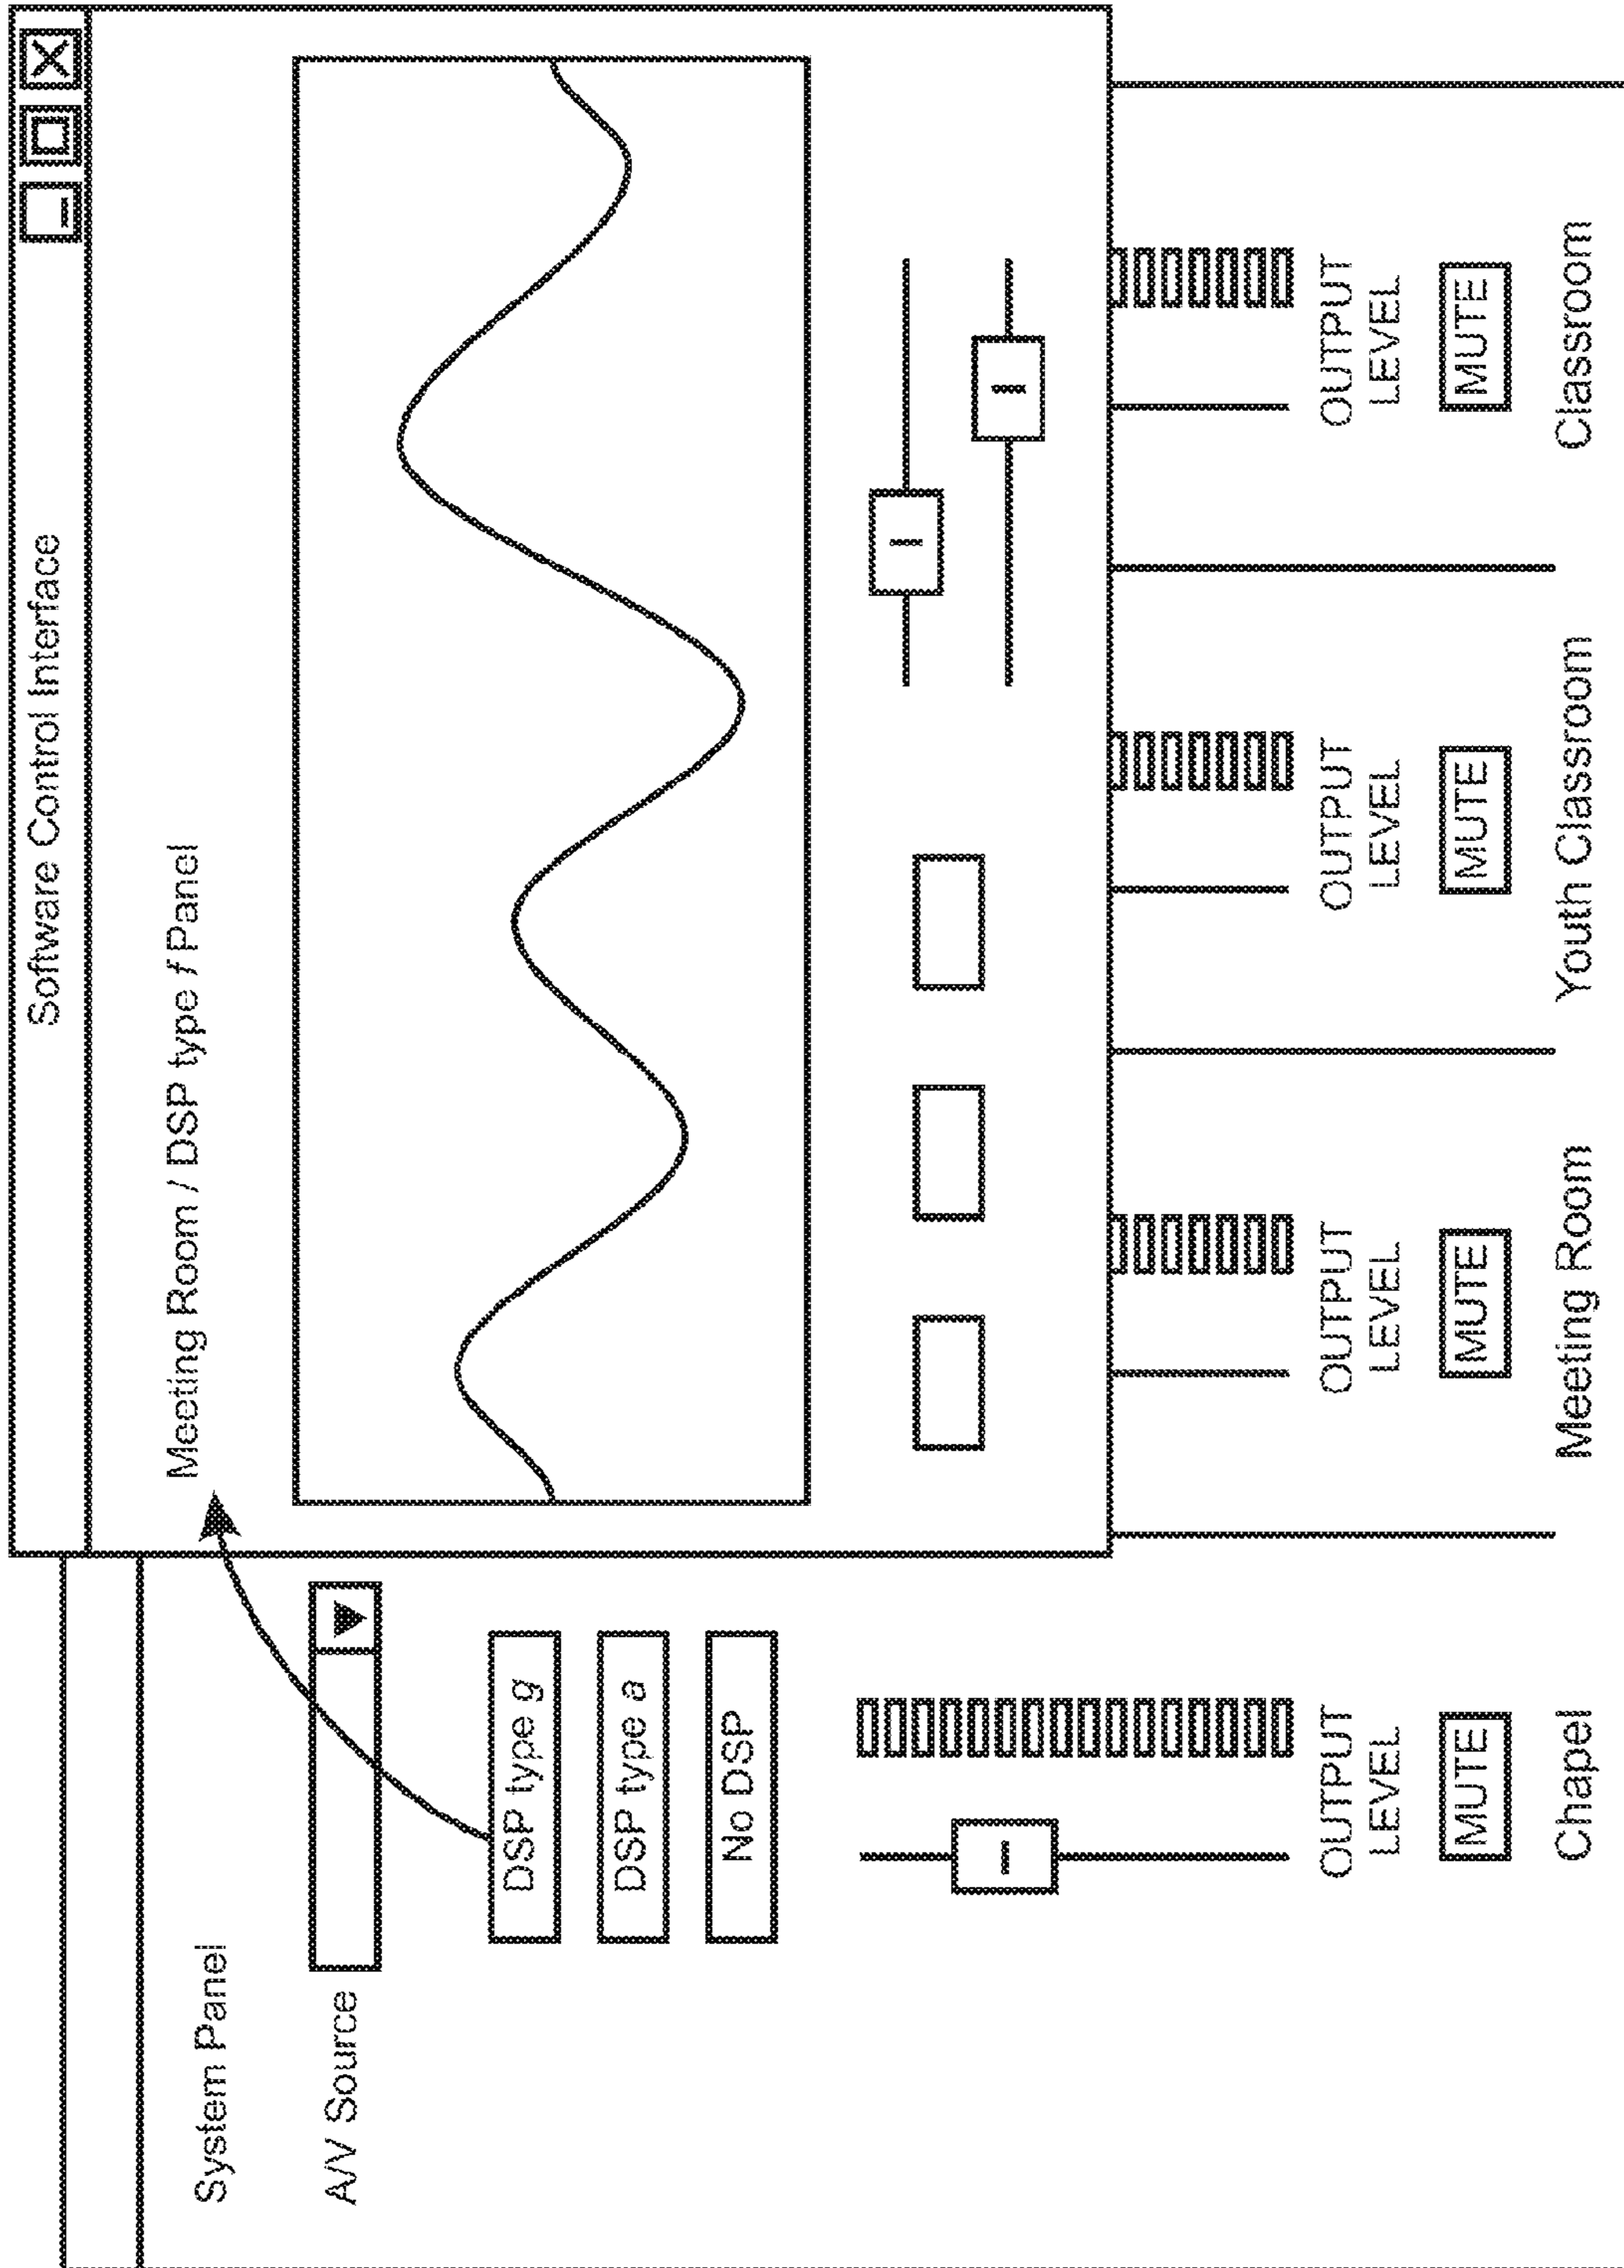 Software Control Interface
Meeting Room / DSP type f Panel
System Panel
A/V Source
DSP type g
DSP type a
No DSP
OUTPUT
LEVEL
MUTE
Chapel
OUTPUT
LEVEL
MUTE
Meeting Room
OUTPUT
LEVEL
MUTE
Youth Classroom
OUTPUT
LEVEL
MUTE
Classroom